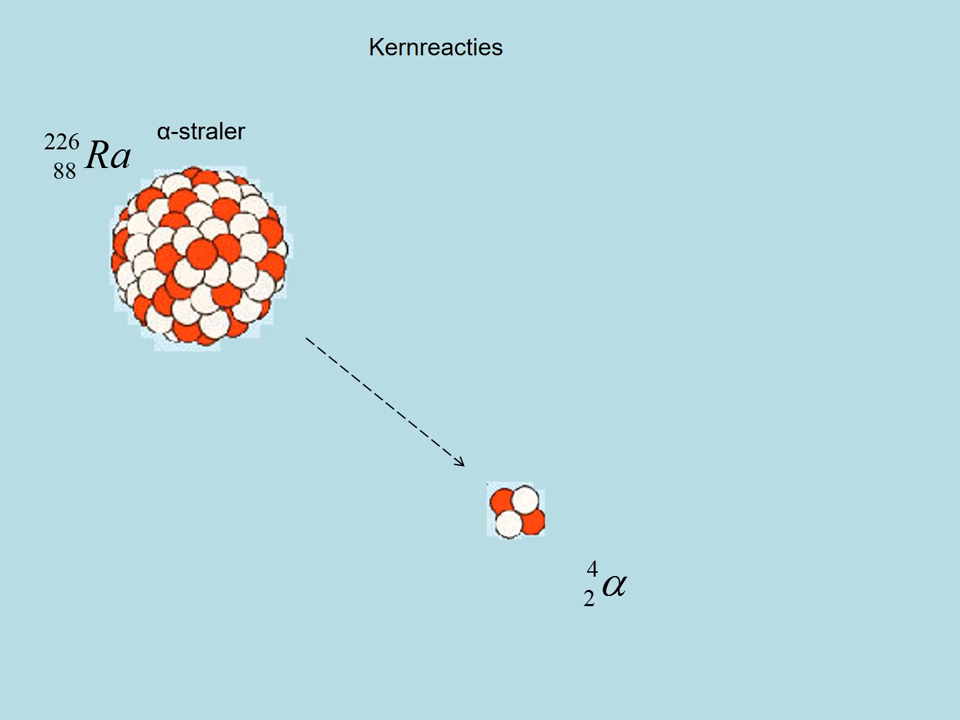 Kernreacties
α-straler
226
88 Ra
4
2 α